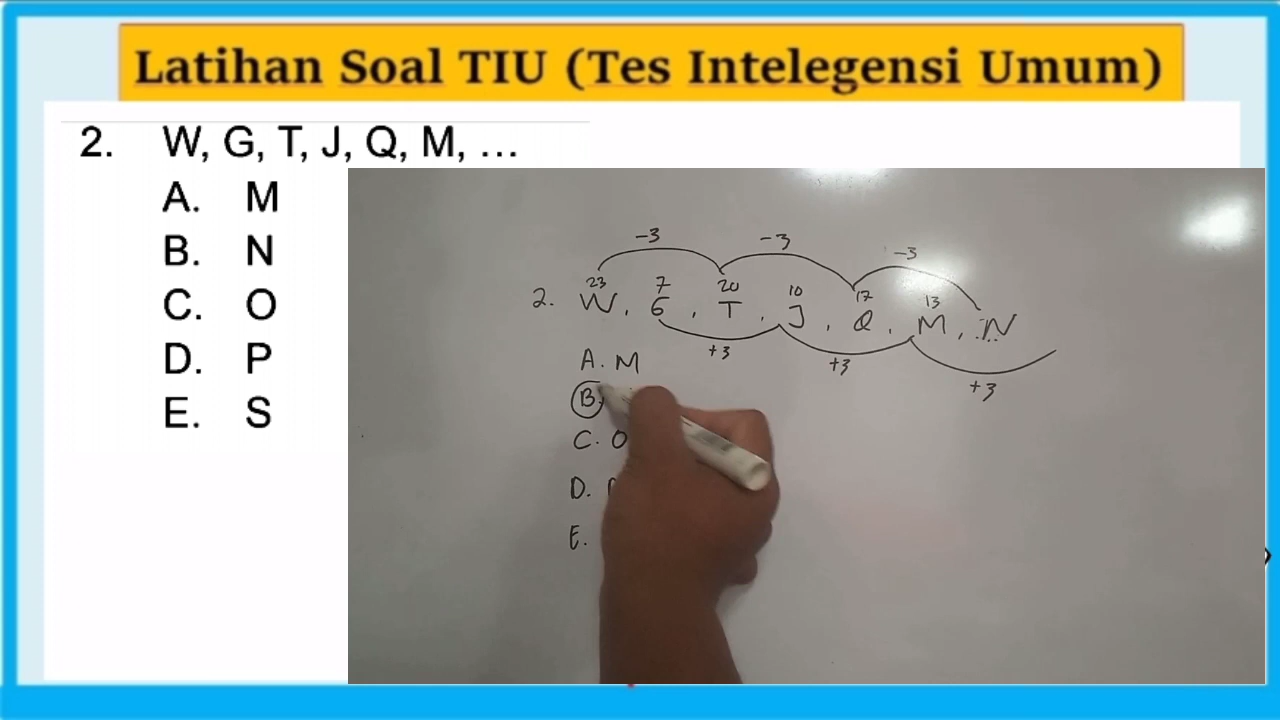 Latihan Soal TIU (Tes Intelegensi Umum)
2. W, G, T, J, Q, M, ...
A. M
B. N
C. O
D. P
E. S
-3 -3 -3
23 7 20 10 17 13
2. W, G, T, J, Q, M, N
+3 +3 +3
A. M
B.
C. O
D.
E.